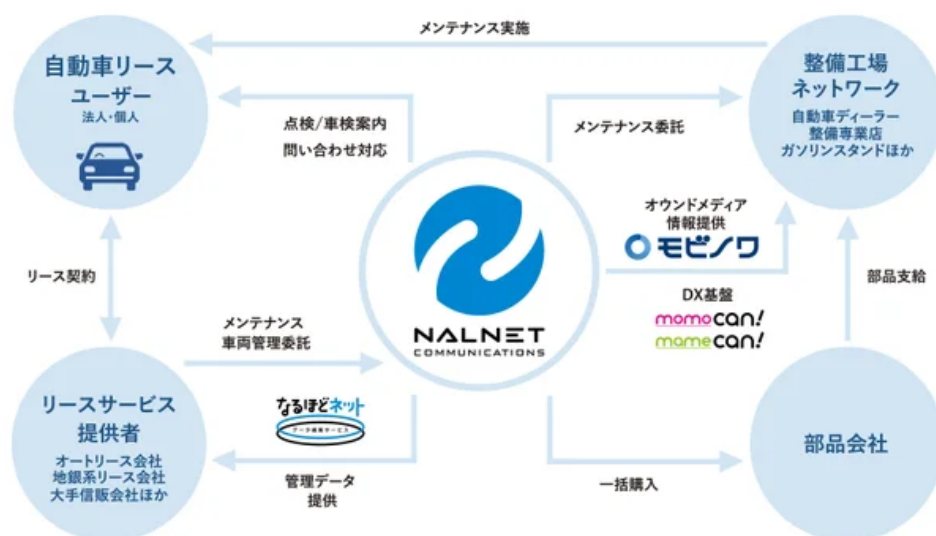 メンテナンス実施
自動車リース
ユーザー
法人・個人
点検/車検案内
問い合わせ対応
メンテナンス委託
整備工場
ネットワーク
自動車ディーラー
整備専業店
ガソリンスタンドほか
NALNET
COMMUNICATIONS
オウンドメディア
情報提供
モビノワ
DX基盤
momocan!
mamecan!
リース契約
部品支給
メンテナンス
車両管理委託
リースサービス
提供者
オートリース会社
地銀系リース会社
大手信販会社ほか
なるほどネット
データ検索サービス
管理データ
提供
一括購入
部品会社